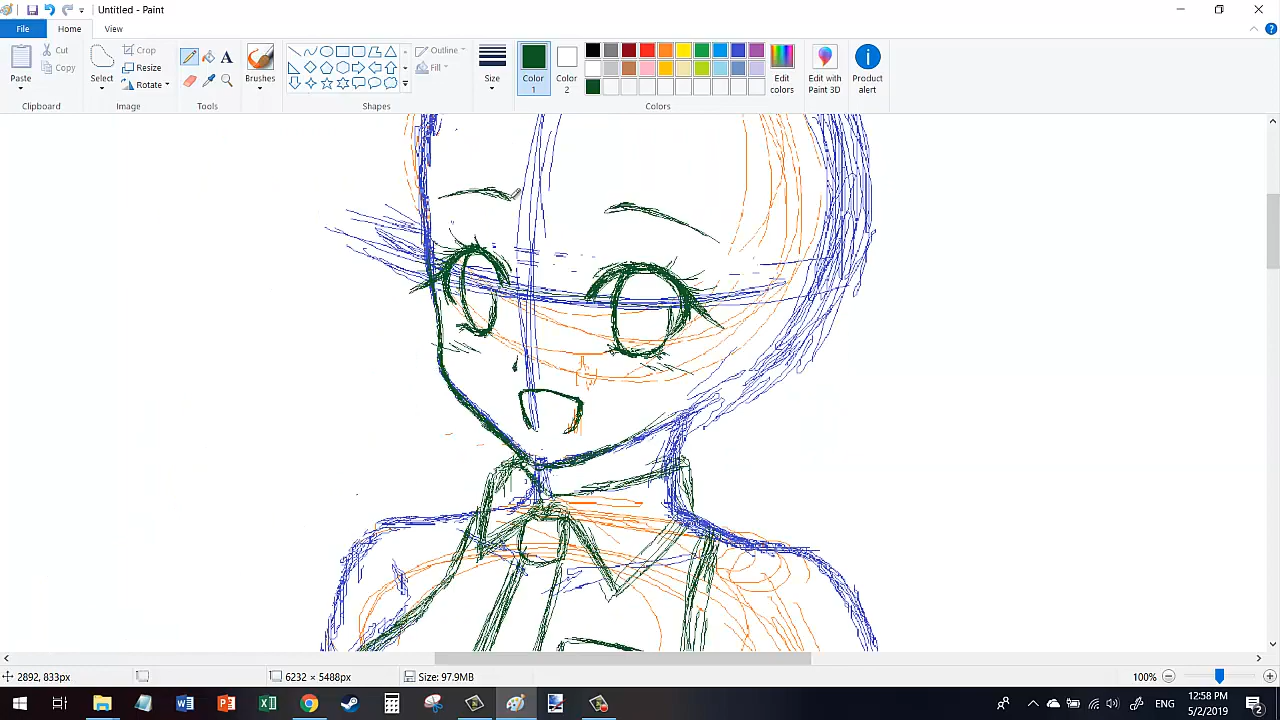 Untitled - Paint
File
Home
View
Paste
Cut
Copy
Clipboard
Select
Crop
Resize
Rotate
Image
A
Tools
Brushes
Outline
Fill
Shapes
Size
Color 1
Color 2
Edit colors
Colors
Edit with Paint 3D
Product alert
2892, 833px
6232 × 5488px
Size: 97.9MB
100%
ENG
12:58 PM
5/2/2019
2